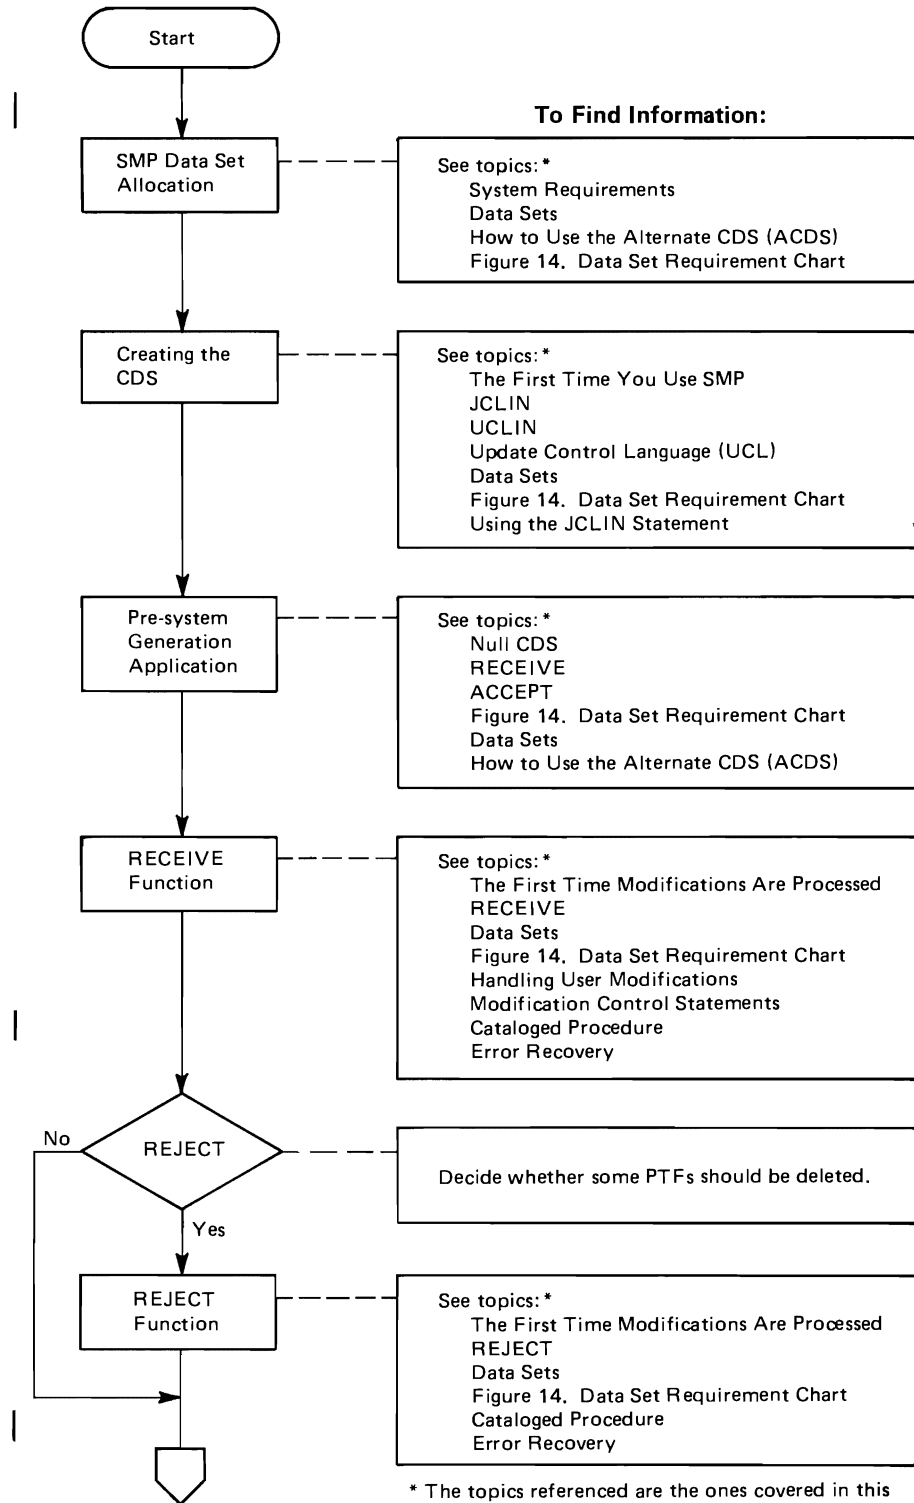 Start
To Find Information:
SMP Data Set
Allocation
See topics:*
System Requirements
Data Sets
How to Use the Alternate CDS (ACDS)
Figure 14. Data Set Requirement Chart
Creating the
CDS
See topics:*
The First Time You Use SMP
JCLIN
UCLIN
Update Control Language (UCL)
Data Sets
Figure 14. Data Set Requirement Chart
Using the JCLIN Statement
Pre-system
Generation
Application
See topics:*
Null CDS
RECEIVE
ACCEPT
Figure 14. Data Set Requirement Chart
Data Sets
How to Use the Alternate CDS (ACDS)
RECEIVE
Function
See topics:*
The First Time Modifications Are Processed
RECEIVE
Data Sets
Figure 14. Data Set Requirement Chart
Handling User Modifications
Modification Control Statements
Cataloged Procedure
Error Recovery
No
REJECT
Decide whether some PTFs should be deleted.
Yes
REJECT
Function
See topics:*
The First Time Modifications Are Processed
REJECT
Data Sets
Figure 14. Data Set Requirement Chart
Cataloged Procedure
Error Recovery
* The topics referenced are the ones covered in this